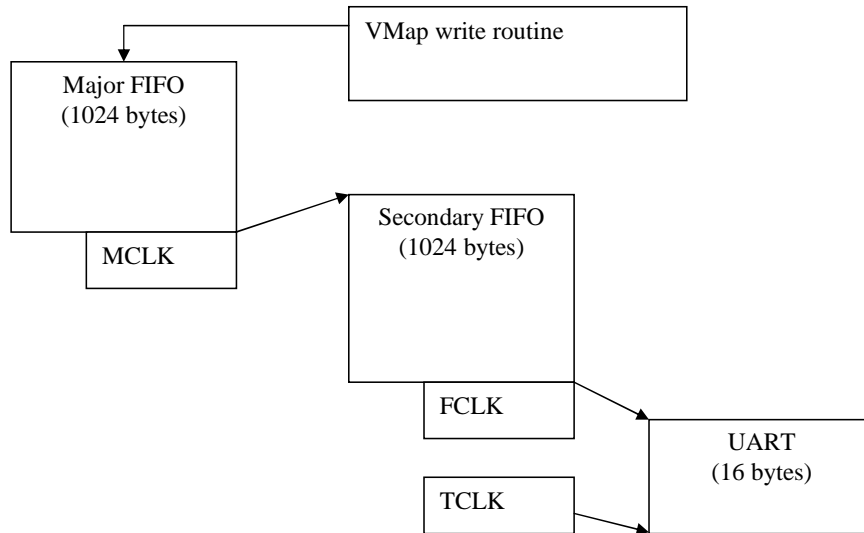 VMap write routine
Major FIFO
(1024 bytes)
MCLK
Secondary FIFO
(1024 bytes)
FCLK
UART
(16 bytes)
TCLK